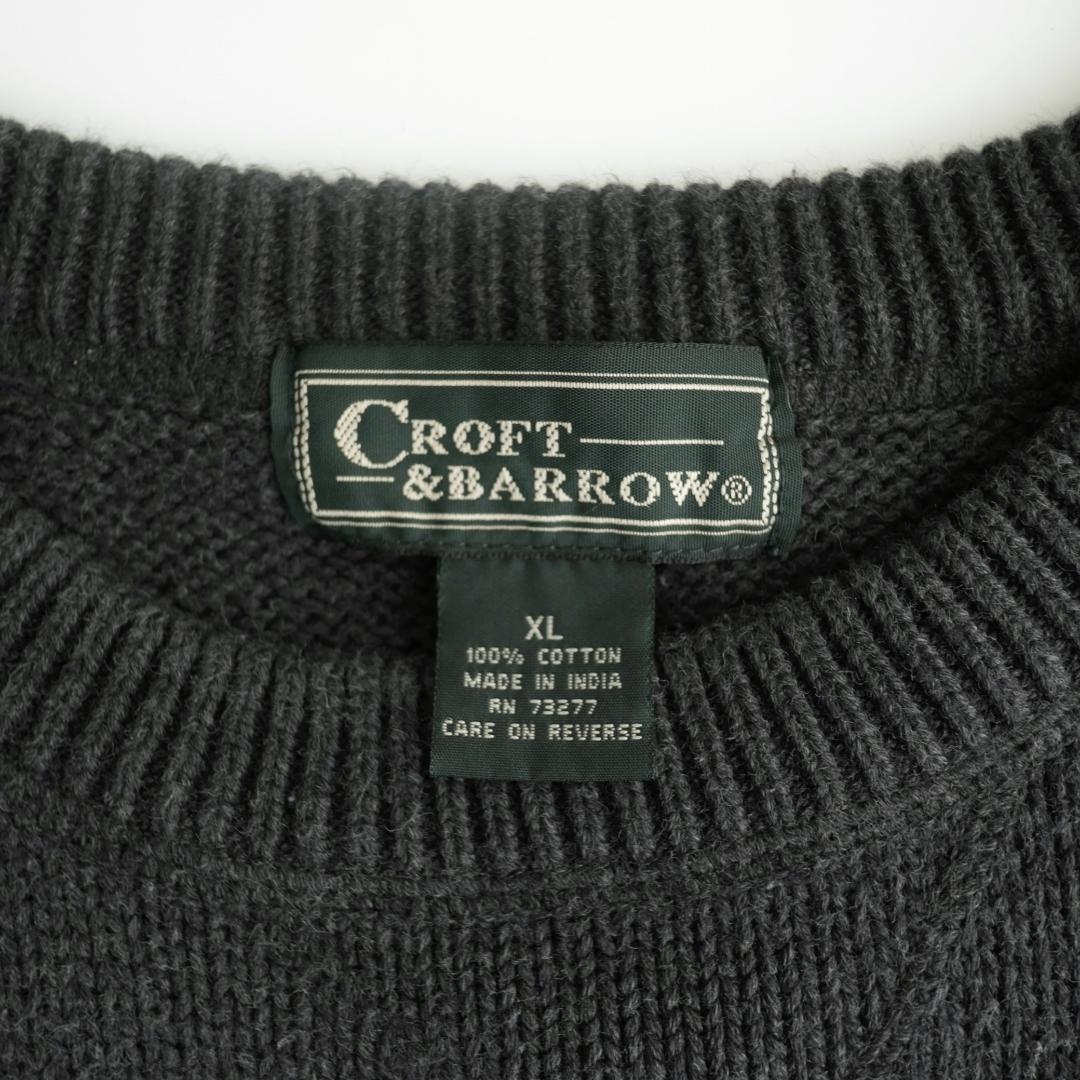 CROFT
&BARROW®
XL
100% COTTON
MADE IN INDIA
RN 73277
CARE ON REVERSE